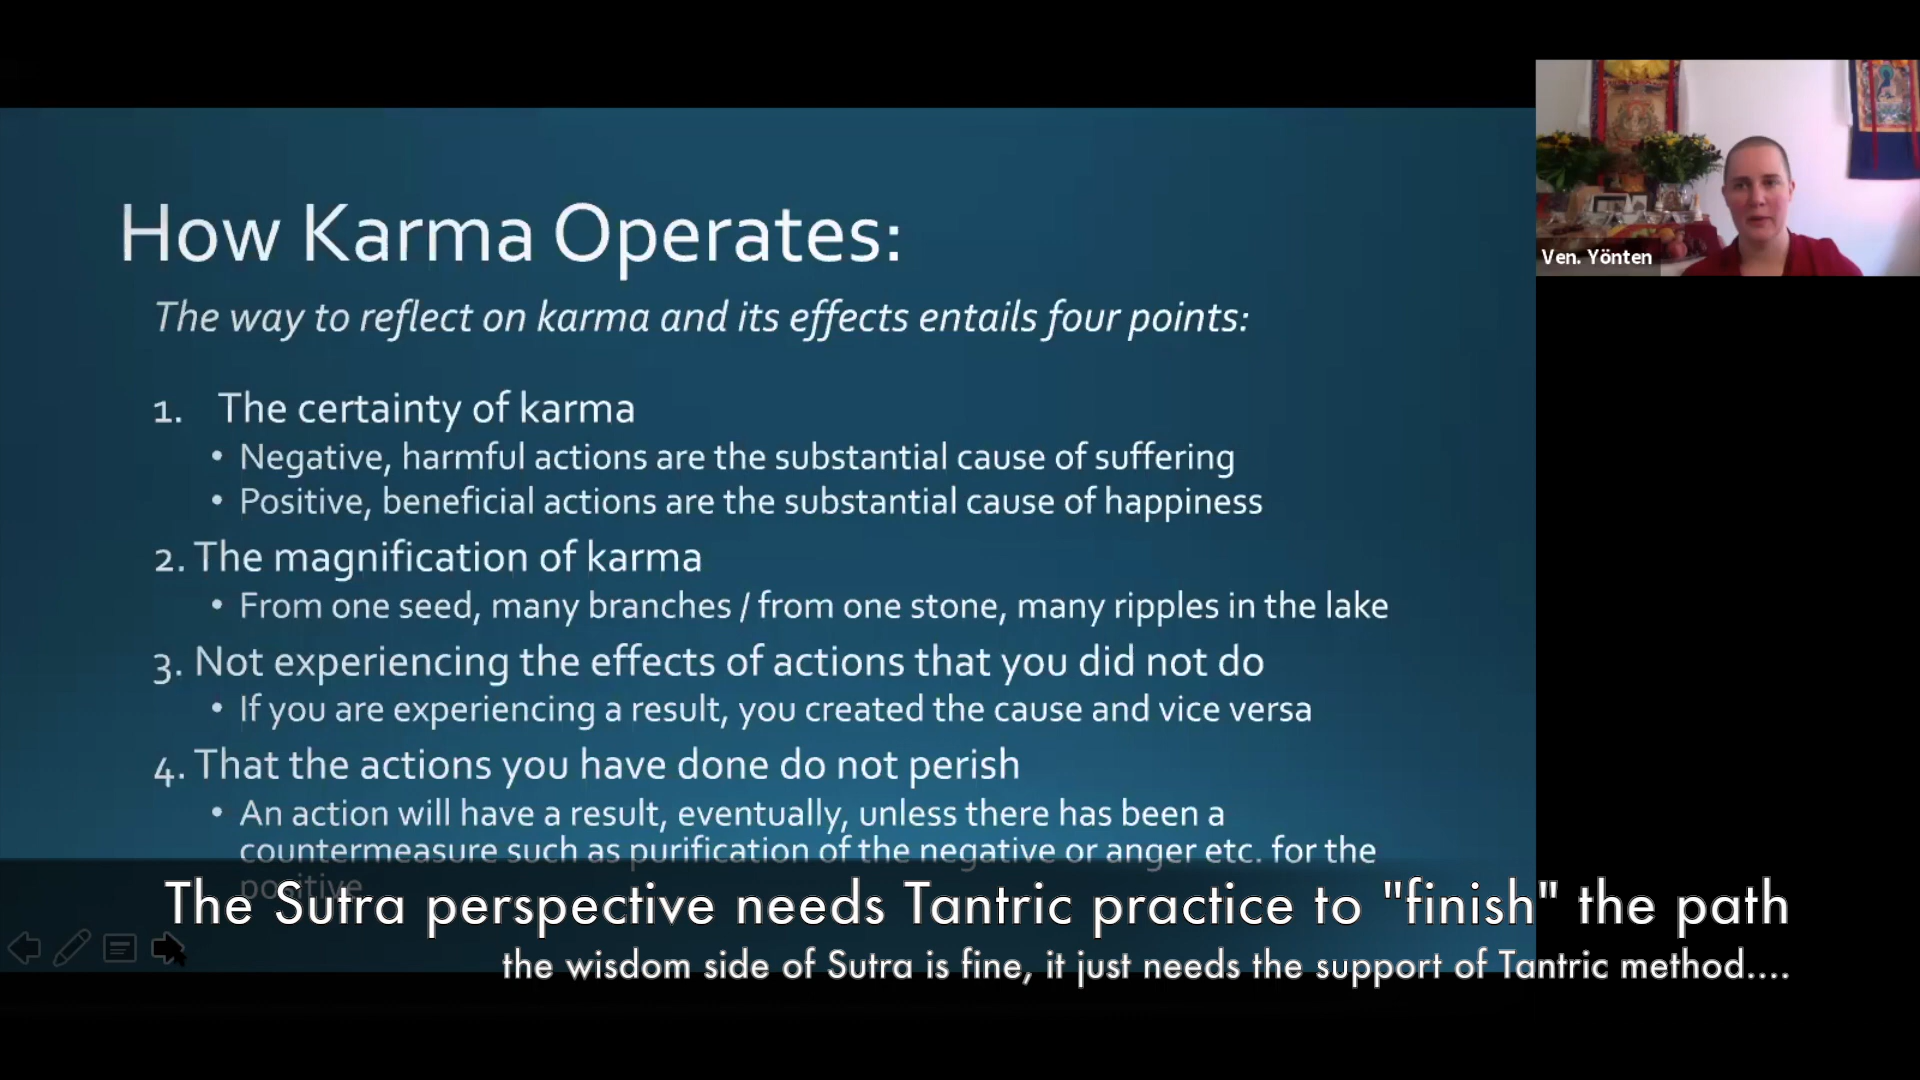 How Karma Operates:
The way to reflect on karma and its effects entails four points:
1. The certainty of karma
• Negative, harmful actions are the substantial cause of suffering
• Positive, beneficial actions are the substantial cause of happiness
2. The magnification of karma
• From one seed, many branches / from one stone, many ripples in the lake
3. Not experiencing the effects of actions that you did not do
• If you are experiencing a result, you created the cause and vice versa
4. That the actions you have done do not perish
• An action will have a result, eventually, unless there has been a
countermeasure such as purification of the negative or anger etc. for the
positive
The Sutra perspective needs Tantric practice to "finish" the path
the wisdom side of Sutra is fine, it just needs the support of Tantric method....
Ven. Yönten